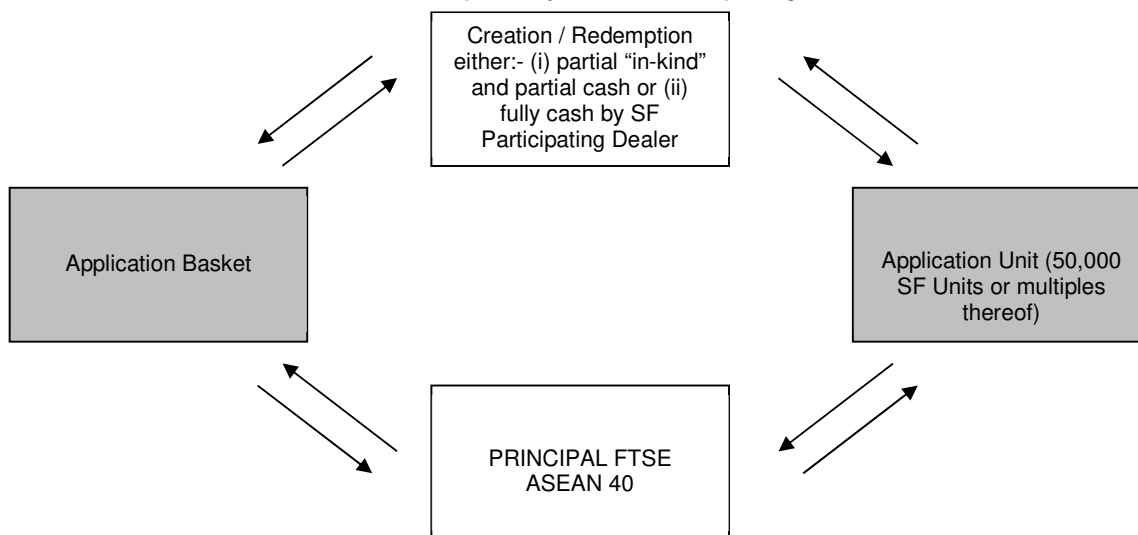 Creation / Redemption
either:- (i) partial “in-kind”
and partial cash or (ii)
fully cash by SF
Participating Dealer
Application Basket
Application Unit (50,000
SF Units or multiples
thereof)
PRINCIPAL FTSE
ASEAN 40